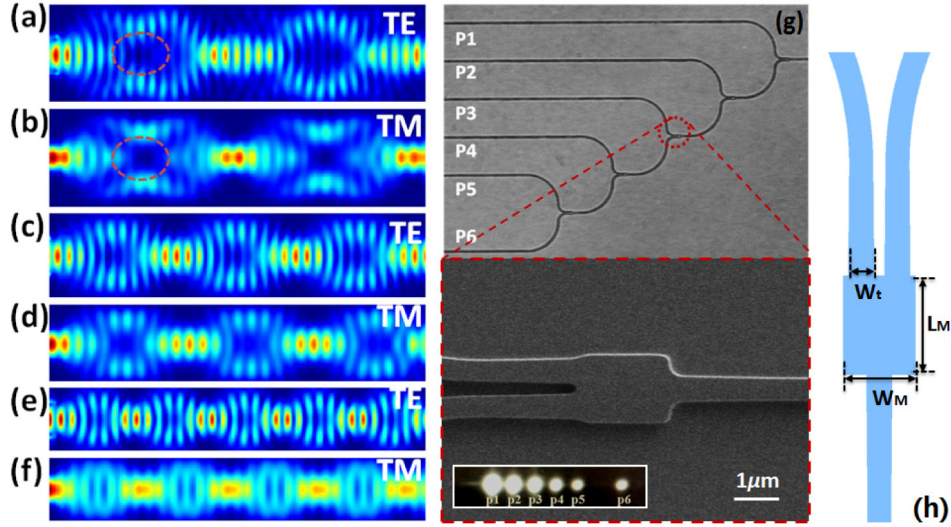 (a)
TE
(b)
TM
(c)
TE
(d)
TM
(e)
TE
(f)
TM
(g)
P1
P2
P3
P4
P5
P6
p1 p2 p3 p4 p5 p6
1μm
Wt
LM
WM
(h)